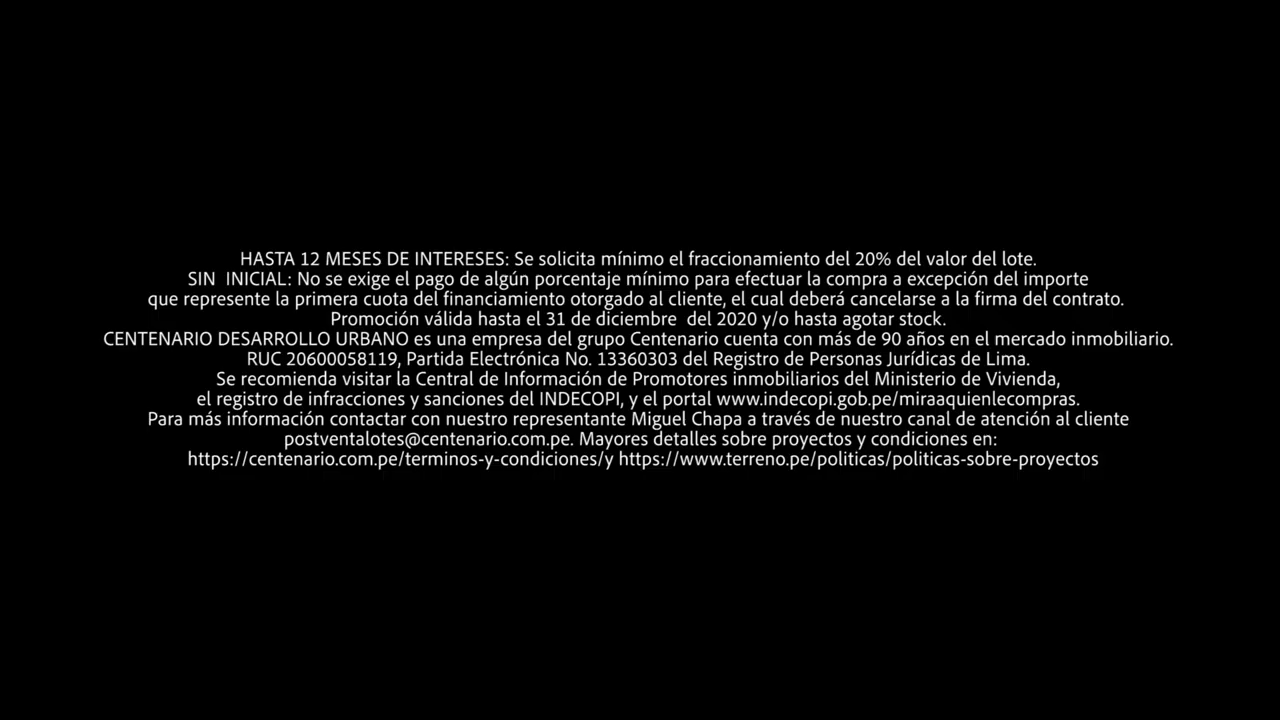 HASTA 12 MESES DE INTERESES: Se solicita mínimo el fraccionamiento del 20% del valor del lote.
SIN  INICIAL: No se exige el pago de algún porcentaje mínimo para efectuar la compra a excepción del importe
que represente la primera cuota del financiamiento otorgado al cliente, el cual deberá cancelarse a la firma del contrato.
Promoción válida hasta el 31 de diciembre  del 2020 y/o hasta agotar stock.
CENTENARIO DESARROLLO URBANO es una empresa del grupo Centenario cuenta con más de 90 años en el mercado inmobiliario.
RUC 20600058119, Partida Electrónica No. 13360303 del Registro de Personas Jurídicas de Lima.
Se recomienda visitar la Central de Información de Promotores inmobiliarios del Ministerio de Vivienda,
el registro de infracciones y sanciones del INDECOPI, y el portal www.indecopi.gob.pe/miraaquienlecompras.
Para más información contactar con nuestro representante Miguel Chapa a través de nuestro canal de atención al cliente
postventalotes@centenario.com.pe. Mayores detalles sobre proyectos y condiciones en:
https://centenario.com.pe/terminos-y-condiciones/y https://www.terreno.pe/politicas/politicas-sobre-proyectos